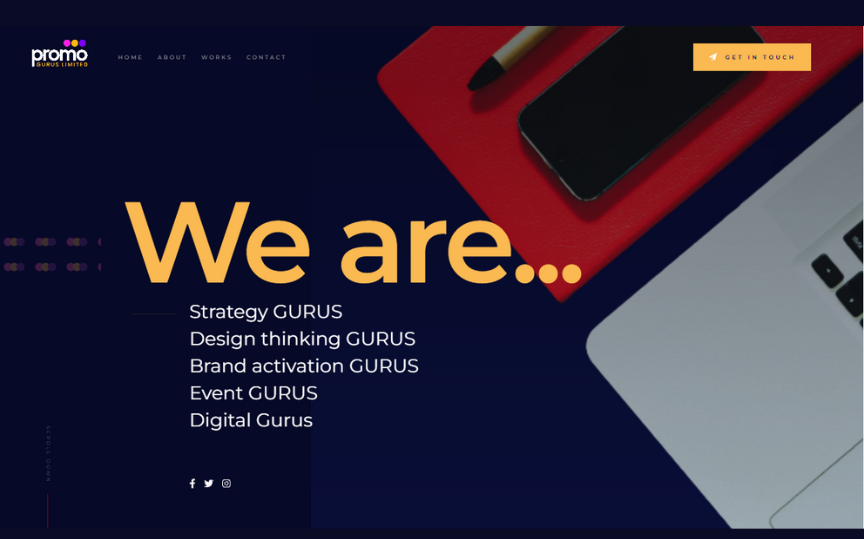 promo
GURUS LIMITED
HOME ABOUT WORKS CONTACT
GET IN TOUCH
We are...
Strategy GURUS
Design thinking GURUS
Brand activation GURUS
Event GURUS
Digital Gurus
SCROLL DOWN